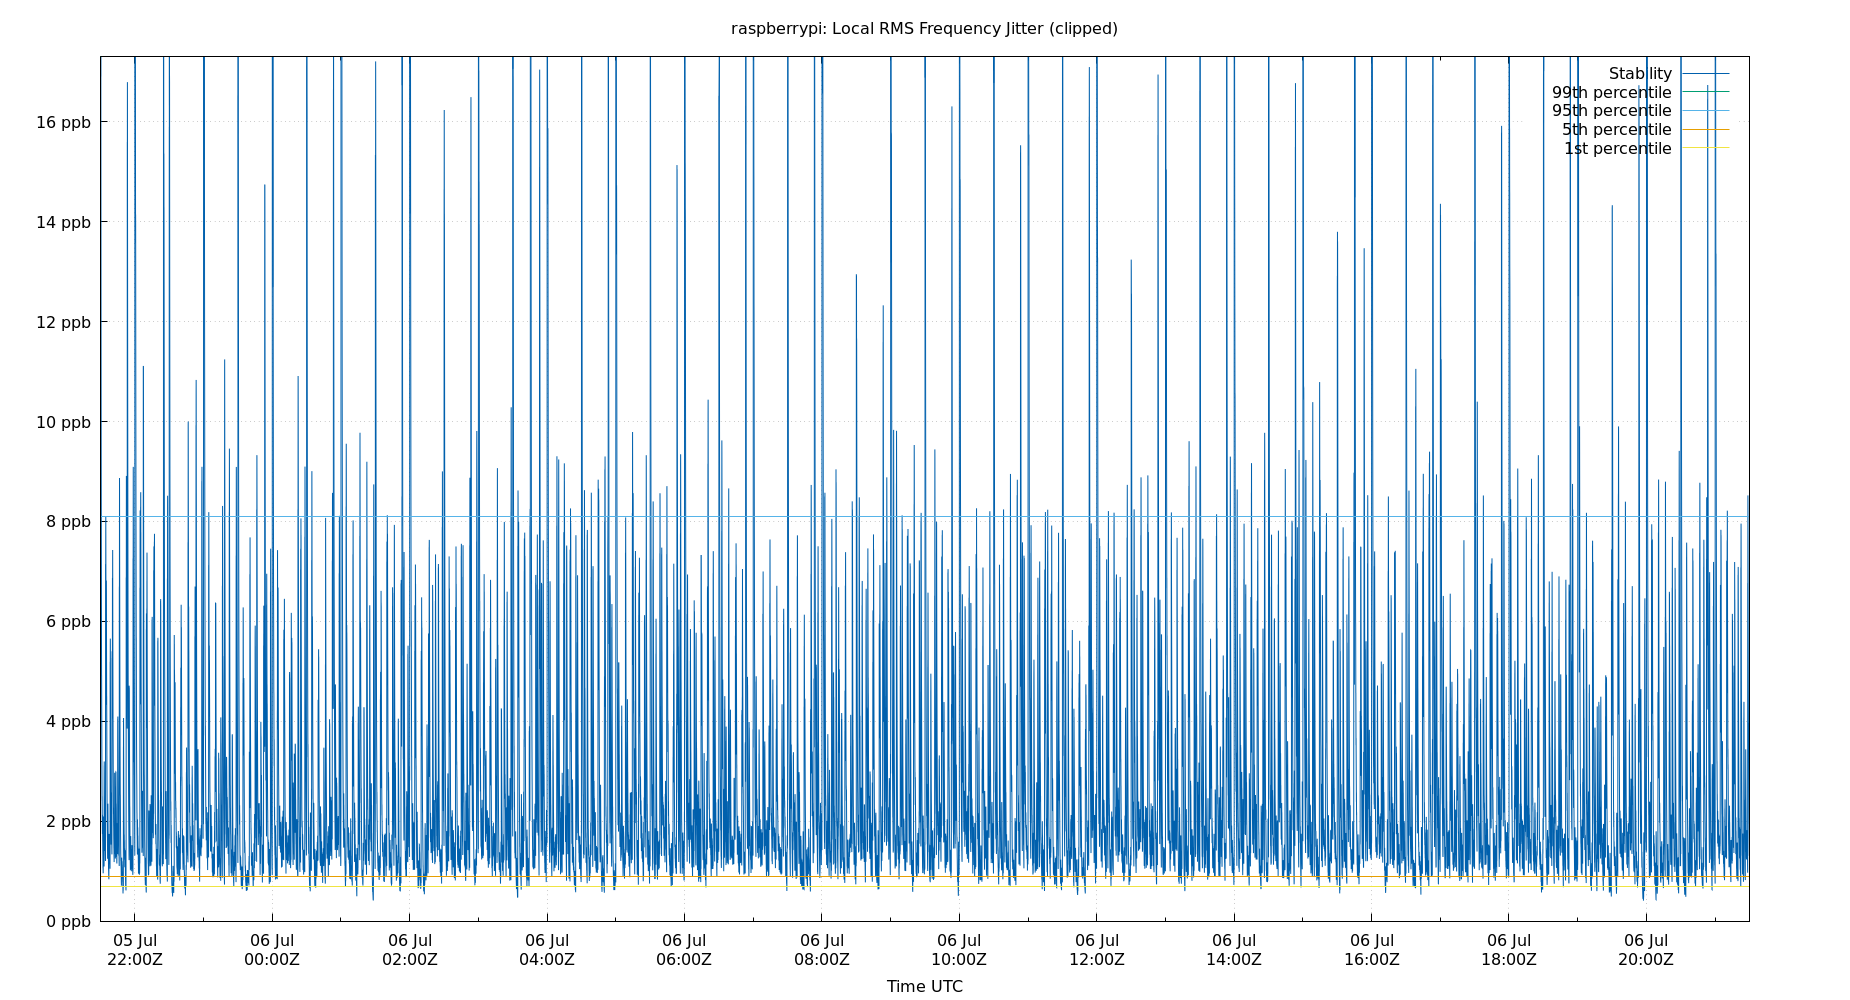 raspberrypi: Local RMS Frequency Jitter (clipped)
Stability
99th percentile
95th percentile
5th percentile
1st percentile
16 ppb
14 ppb
12 ppb
10 ppb
8 ppb
6 ppb
4 ppb
2 ppb
0 ppb
05 Jul 06 Jul 06 Jul 06 Jul 06 Jul 06 Jul 06 Jul 06 Jul 06 Jul 06 Jul 06 Jul 06 Jul
22:00Z 00:00Z 02:00Z 04:00Z 06:00Z 08:00Z 10:00Z 12:00Z 14:00Z 16:00Z 18:00Z 20:00Z
Time UTC